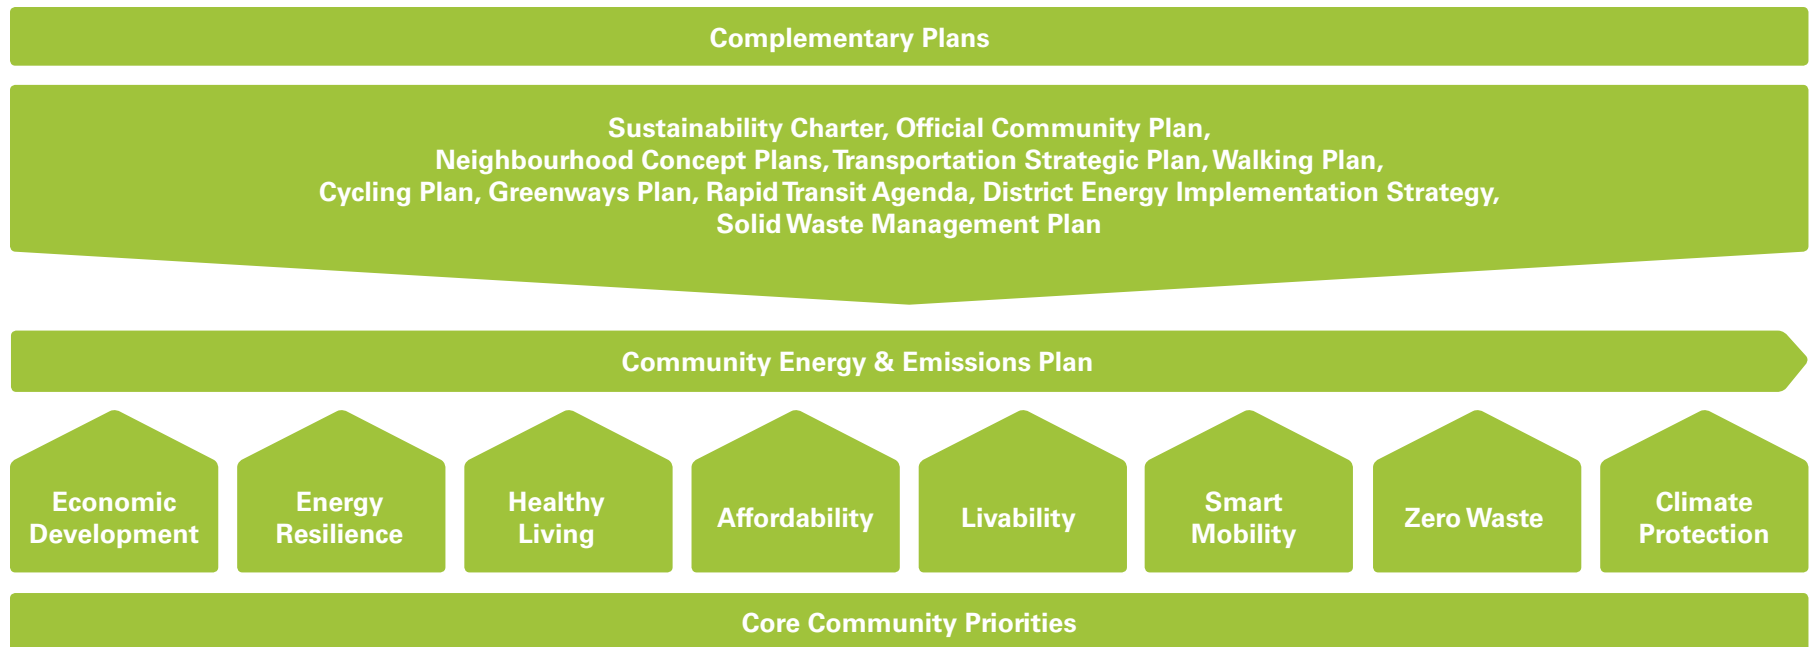 Complementary Plans
Sustainability Charter, Official Community Plan,
Neighbourhood Concept Plans, Transportation Strategic Plan, Walking Plan,
Cycling Plan, Greenways Plan, Rapid Transit Agenda, District Energy Implementation Strategy,
Solid Waste Management Plan
Community Energy & Emissions Plan
Economic
Development
Energy
Resilience
Healthy
Living
Affordability
Livability
Smart
Mobility
Zero Waste
Climate
Protection
Core Community Priorities